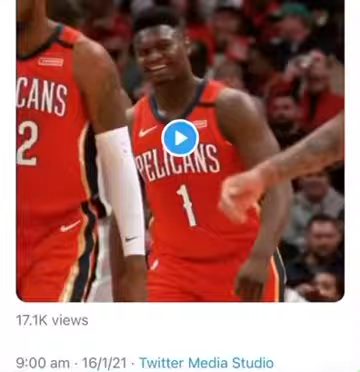 CANS
2
PELICANS
1
17.1K views
9:00 am · 16/1/21 · Twitter Media Studio